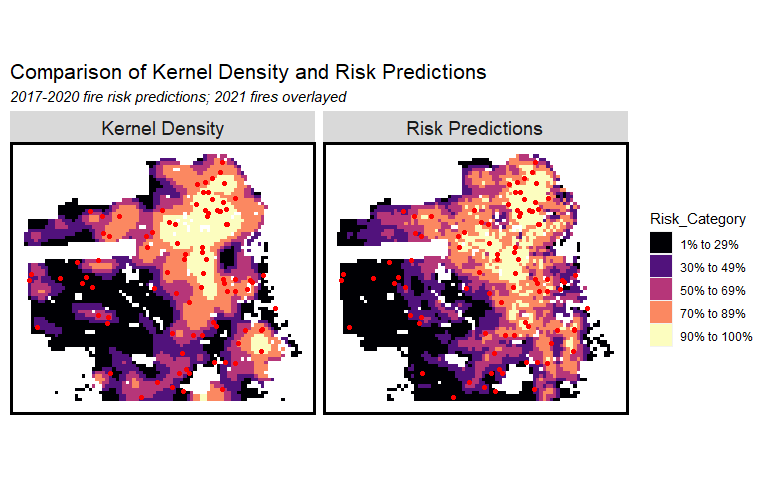 Comparison of Kernel Density and Risk Predictions
2017-2020 fire risk predictions; 2021 fires overlayed
Kernel Density
Risk Predictions
Risk_Category
1% to 29%
30% to 49%
50% to 69%
70% to 89%
90% to 100%